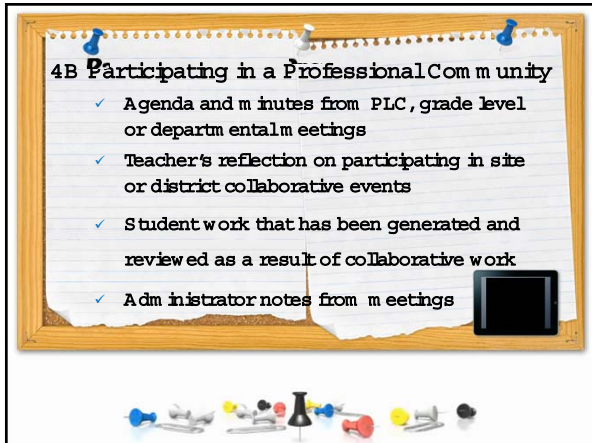 4B Participating in a Professional Community
✓ Agenda and minutes from PLC, grade level
or departmental meetings
✓ Teacher's reflection on participating in site
or district collaborative events
✓ Student work that has been generated and
reviewed as a result of collaborative work
✓ Administrator notes from meetings